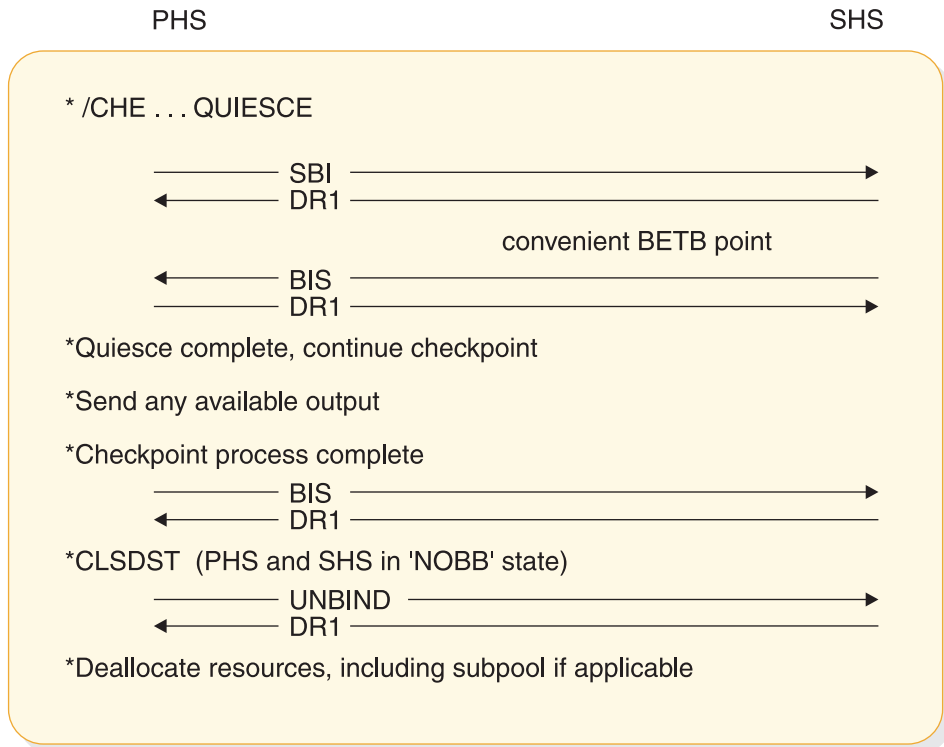 PHS SHS
* /CHE . . . QUIESCE
SBI
DR1
convenient BETB point
BIS
DR1
*Quiesce complete, continue checkpoint
*Send any available output
*Checkpoint process complete
BIS
DR1
*CLSDST (PHS and SHS in 'NOBB' state)
UNBIND
DR1
*Deallocate resources, including subpool if applicable